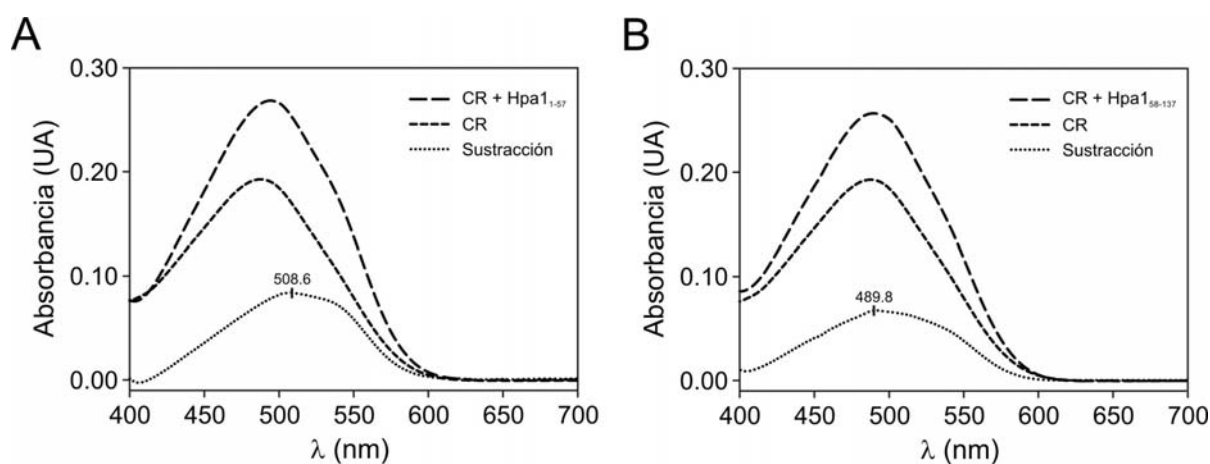 A
Absorbancia (UA)
0.30
0.20
0.10
0.00
CR + Hpa1₁₋₅₇
CR
Sustracción
508.6
400 450 500 550 600 650 700
λ (nm)
B
Absorbancia (UA)
0.30
0.20
0.10
0.00
CR + Hpa1₅₈₋₁₃₇
CR
Sustracción
489.8
400 450 500 550 600 650 700
λ (nm)